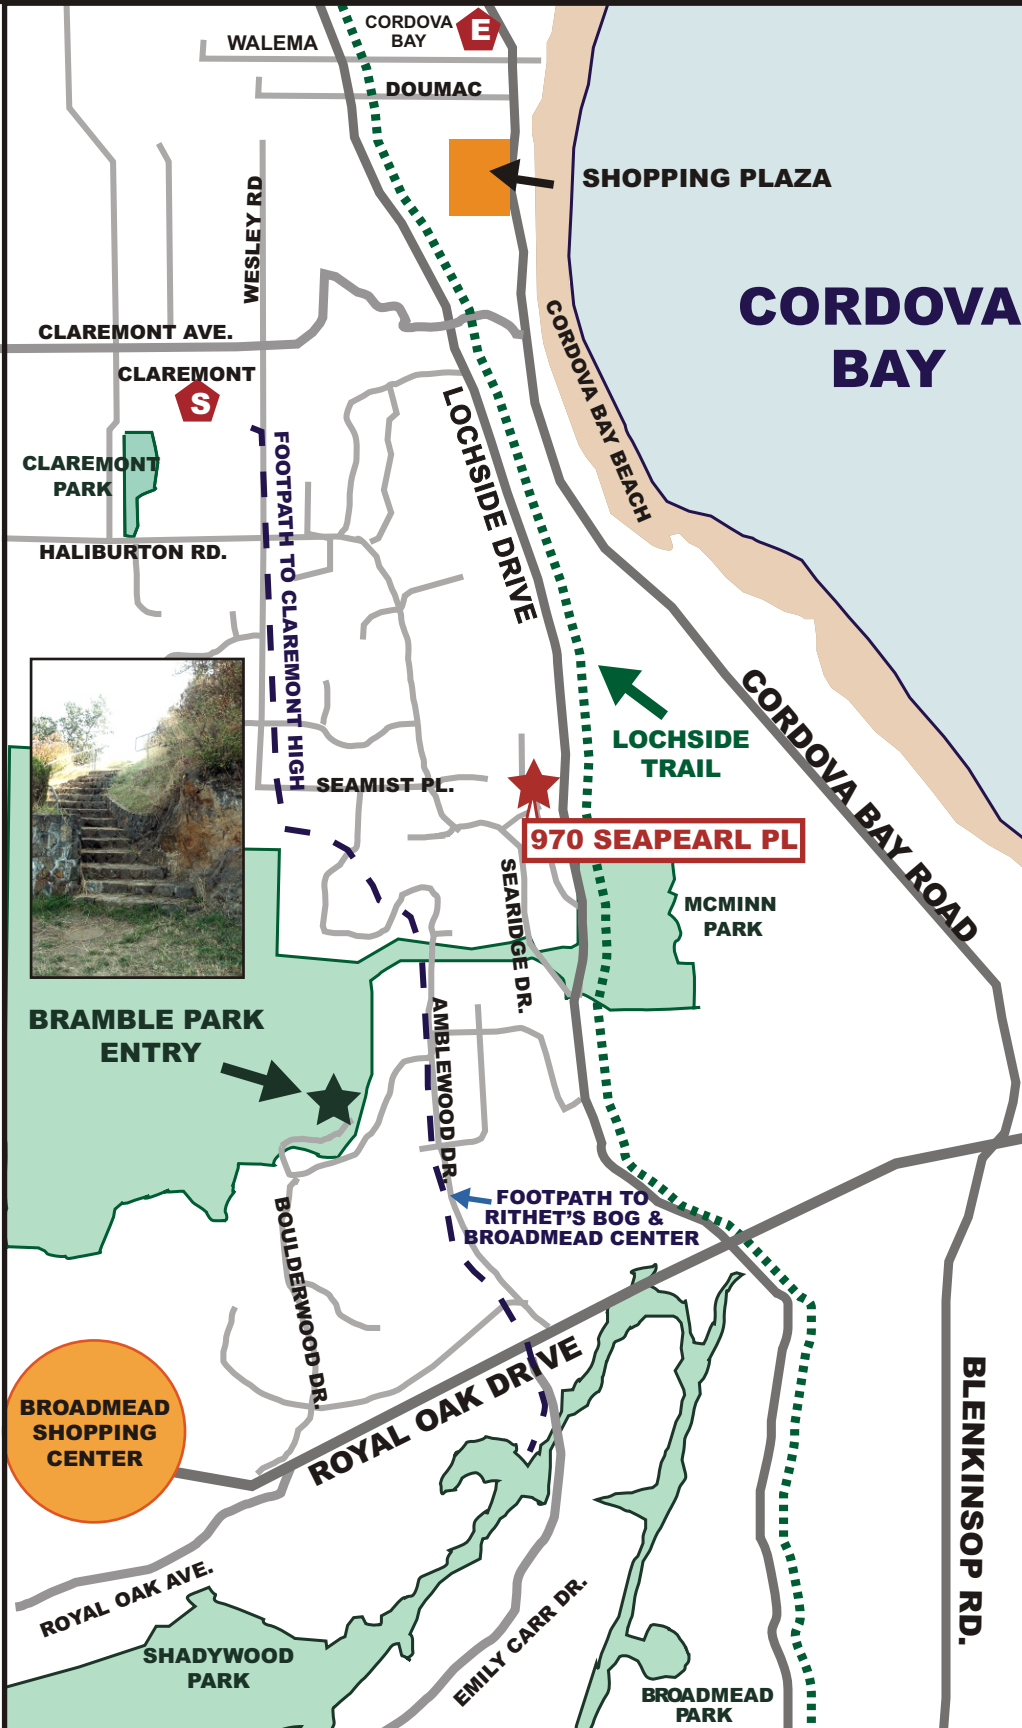 CORDOVA
BAY
E
WALEMA
DOUMAC
SHOPPING PLAZA
WESLEY RD
CORDOVA
BAY
CLAREMONT AVE.
CORDOVA BAY BEACH
CLAREMONT
S
LOCHSIDE DRIVE
CLAREMONT
PARK
FOOTPATH TO CLAREMONT HIGH
HALIBURTON RD.
CORDOVA BAY ROAD
LOCHSIDE
TRAIL
SEAMIST PL.
970 SEAPEARL PL
SEARIDGE DR.
MCMINN
PARK
BRAMBLE PARK
ENTRY
AMBLEWOOD DR.
FOOTPATH TO
RITHET'S BOG &
BROADMEAD CENTER
BOULDERWOOD DR.
ROYAL OAK DRIVE
BROADMEAD
SHOPPING
CENTER
BLENKINSOP RD.
ROYAL OAK AVE.
EMILY CARR DR.
SHADYWOOD
PARK
BROADMEAD
PARK